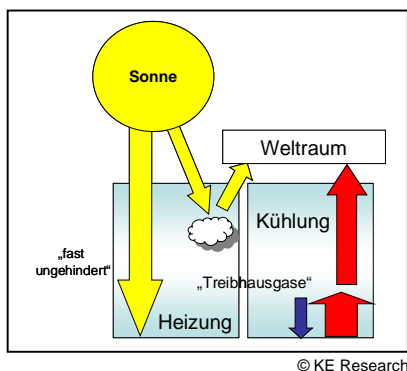 Sonne
Weltraum
Kühlung
„fast
ungehindert“
„Treibhausgase“
Heizung
© KE Research